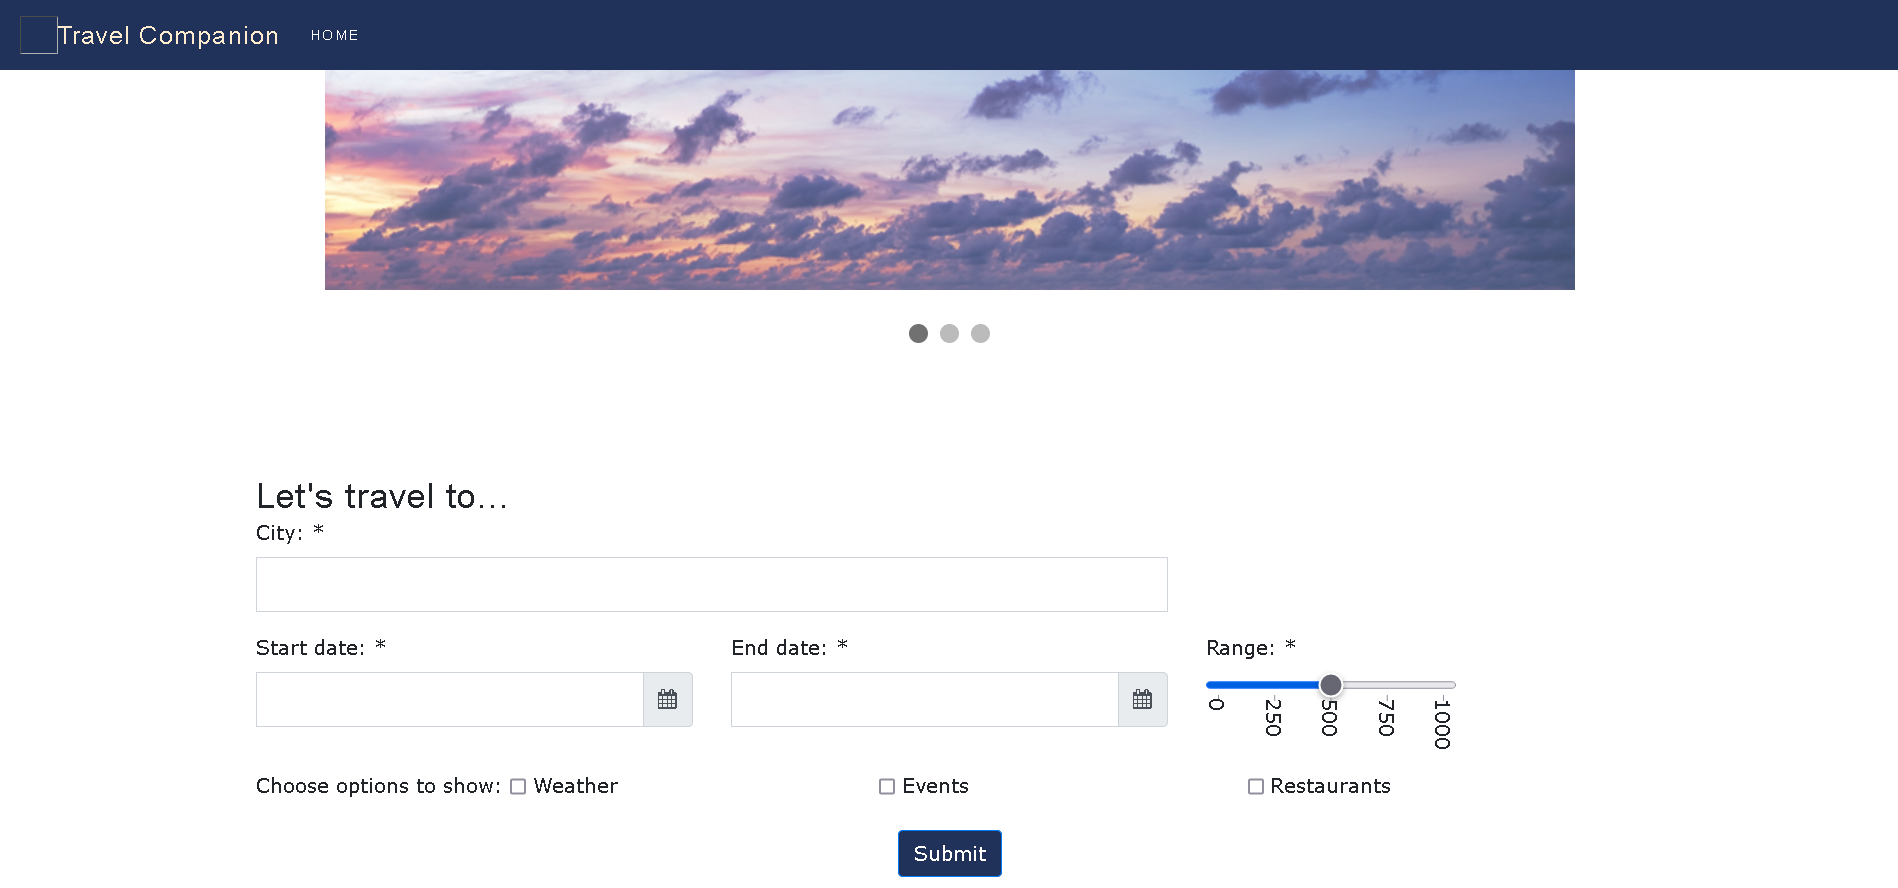 Travel Companion HOME
Let's travel to...
City: *
Start date: * End date: * Range: *
0 250 500 750 1000
Choose options to show: Weather Events Restaurants
Submit